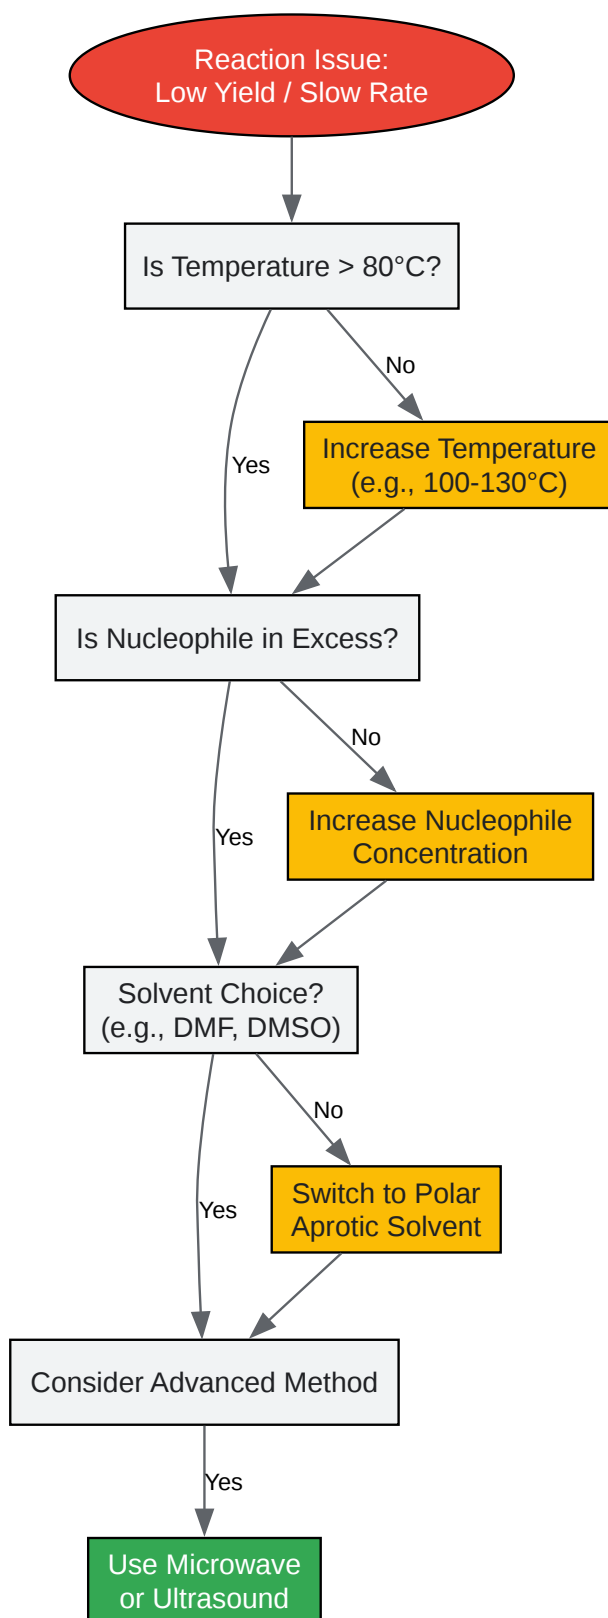 Reaction Issue:
Low Yield / Slow Rate
Is Temperature > 80°C?
No
Increase Temperature
(e.g., 100-130°C)
Yes
Is Nucleophile in Excess?
No
Increase Nucleophile
Concentration
Yes
Solvent Choice?
(e.g., DMF, DMSO)
No
Switch to Polar
Aprotic Solvent
Yes
Consider Advanced Method
Yes
Use Microwave
or Ultrasound